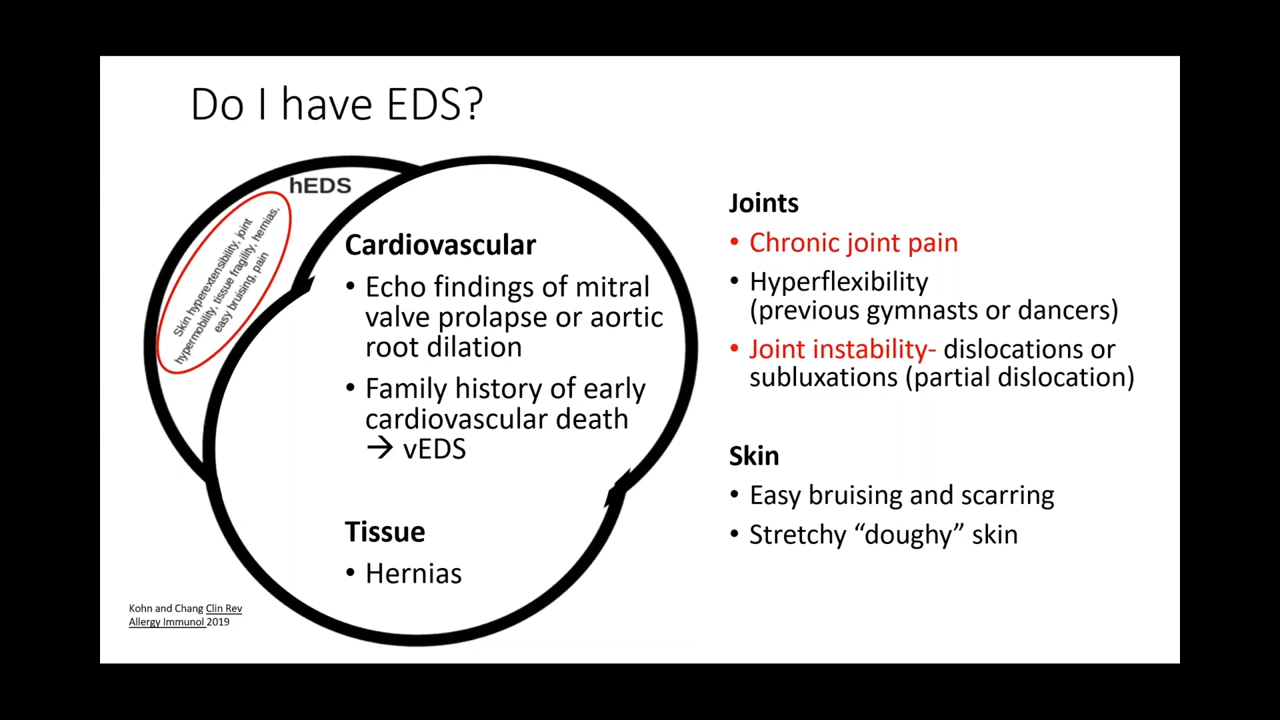 Do I have EDS?
hEDS
Skin hyperextensibility, joint
hypermobility, tissue fragility, hernias,
easy bruising, pain
Cardiovascular
• Echo findings of mitral
valve prolapse or aortic
root dilation
• Family history of early
cardiovascular death
→ vEDS
Tissue
• Hernias
Joints
• Chronic joint pain
• Hyperflexibility
(previous gymnasts or dancers)
• Joint instability- dislocations or
subluxations (partial dislocation)
Skin
• Easy bruising and scarring
• Stretchy “doughy” skin
Kohn and Chang Clin Rev
Allergy Immunol 2019